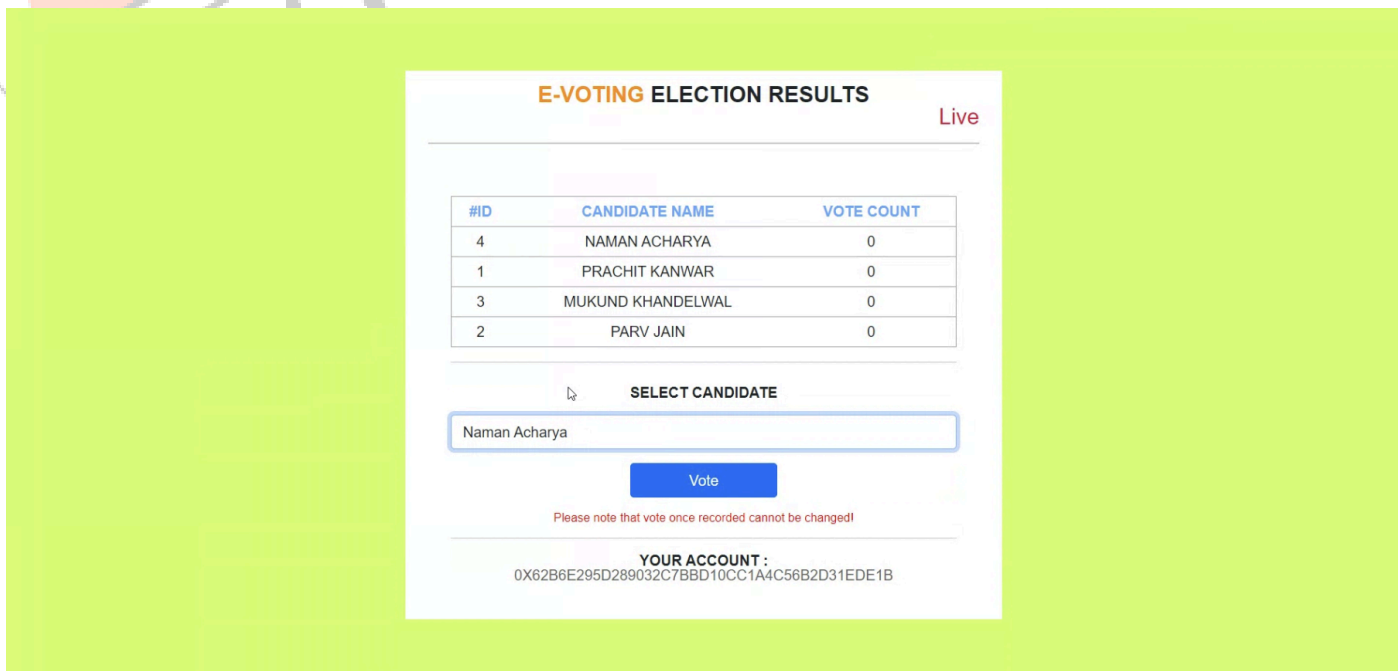 E-VOTING ELECTION RESULTS
Live
#ID CANDIDATE NAME VOTE COUNT
4 NAMAN ACHARYA 0
1 PRACHIT KANWAR 0
3 MUKUND KHANDELWAL 0
2 PARV JAIN 0
SELECT CANDIDATE
Naman Acharya
Vote
Please note that vote once recorded cannot be changed!
YOUR ACCOUNT :
0X62B6E295D289032C7BBD10CC1A4C56B2D31EDE1B